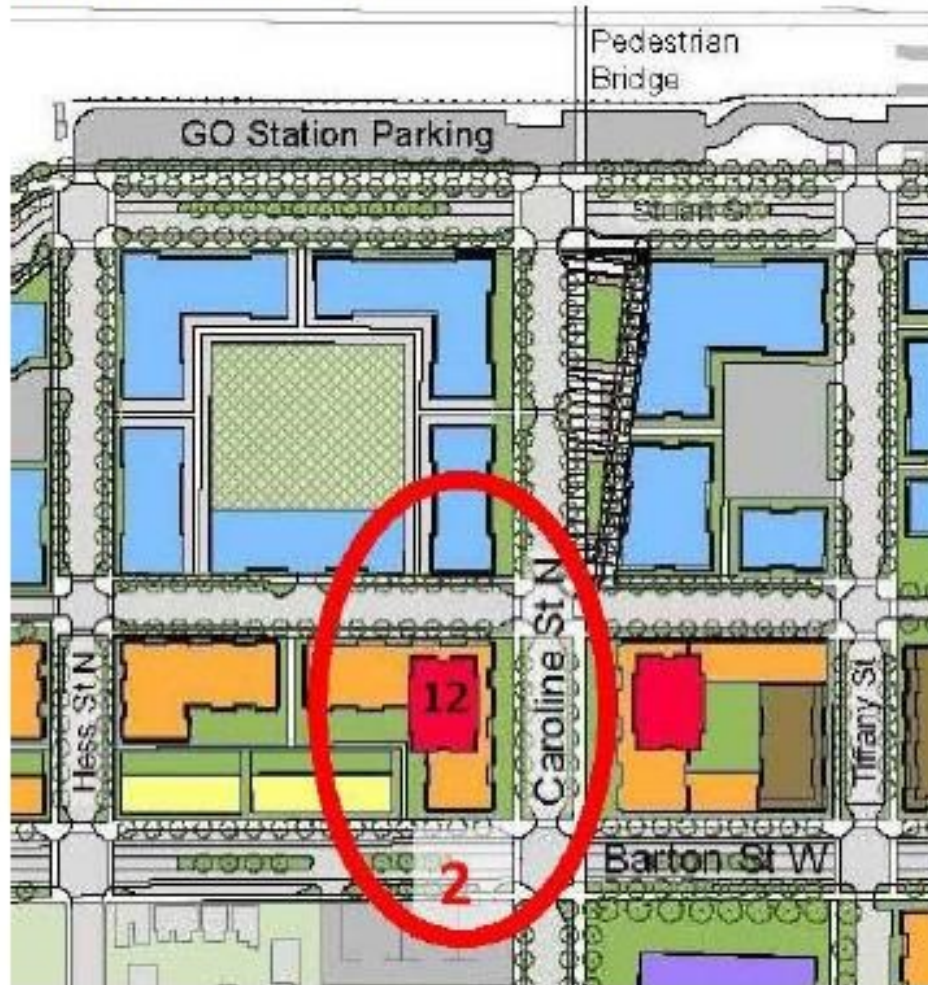 Pedestrian
Bridge
GO Station Parking
Stuart St W
12
Hess St N
Caroline St N
Tiffany St
Barton St W
2